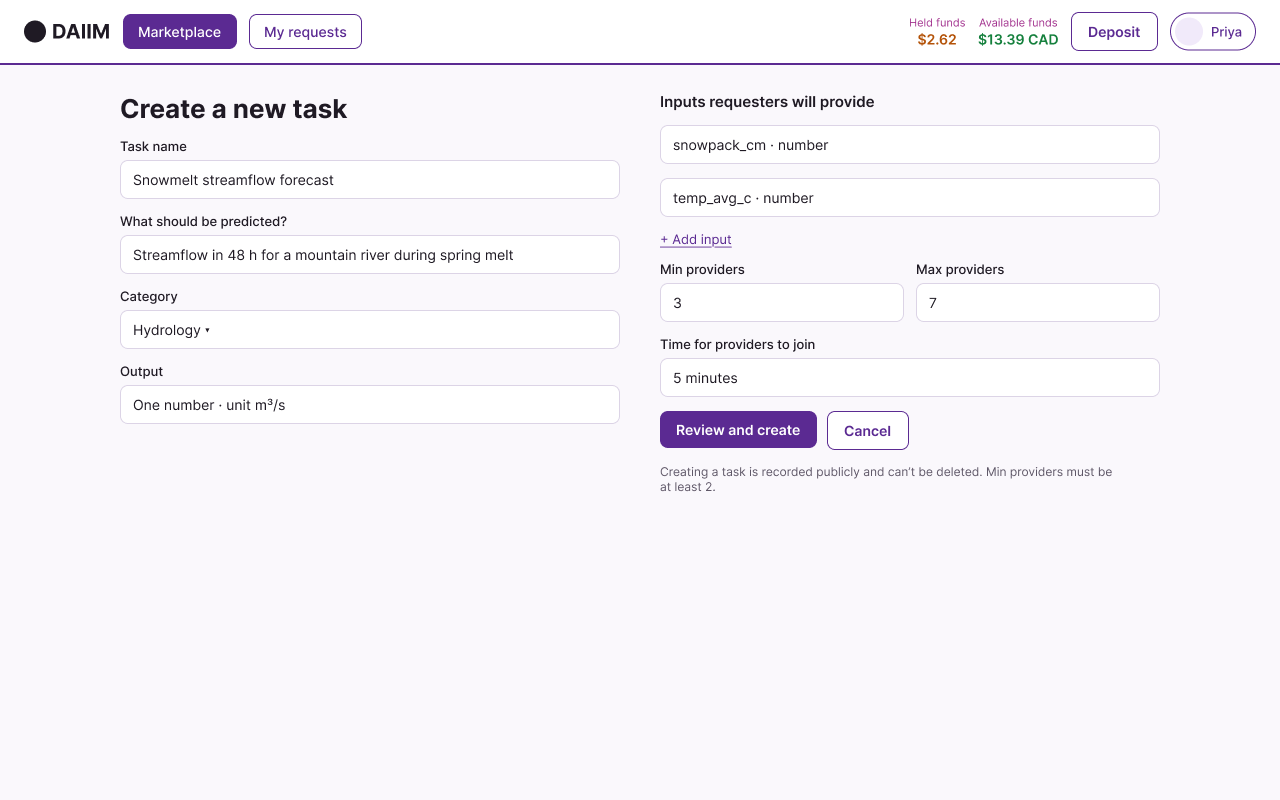 DAIIM
Marketplace
My requests
Held funds
$2.62
Available funds
$13.39 CAD
Deposit
Priya
Create a new task
Task name
Snowmelt streamflow forecast
What should be predicted?
Streamflow in 48 h for a mountain river during spring melt
Category
Hydrology ▾
Output
One number · unit m³/s
Inputs requesters will provide
snowpack_cm · number
temp_avg_c · number
+ Add input
Min providers
3
Max providers
7
Time for providers to join
5 minutes
Review and create
Cancel
Creating a task is recorded publicly and can’t be deleted. Min providers must be
at least 2.